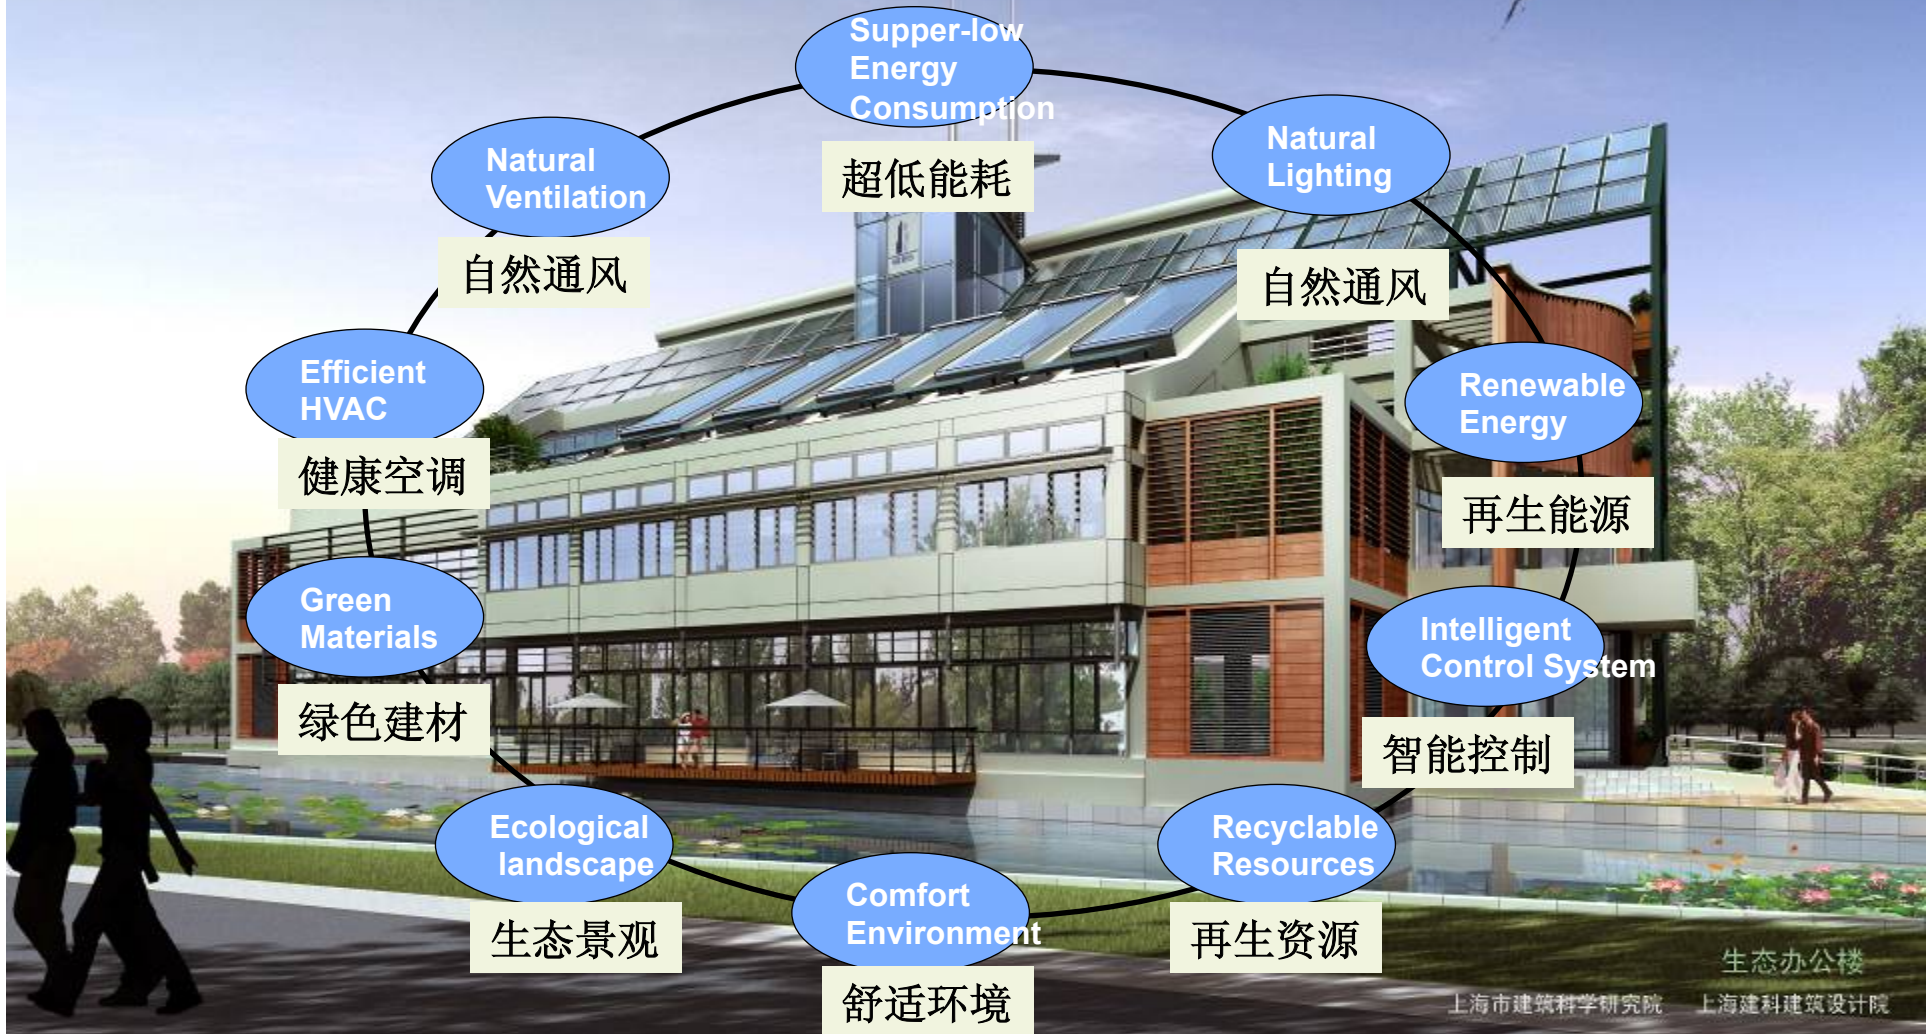 Supper-low
Energy
Consumption
超低能耗
Natural
Lighting
自然通风
Renewable
Energy
再生能源
Intelligent
Control System
智能控制
Recyclable
Resources
再生资源
Comfort
Environment
舒适环境
Ecological
landscape
生态景观
Green
Materials
绿色建材
Efficient
HVAC
健康空调
Natural
Ventilation
自然通风
生态办公楼
上海市建筑科学研究院 上海建科建筑设计院